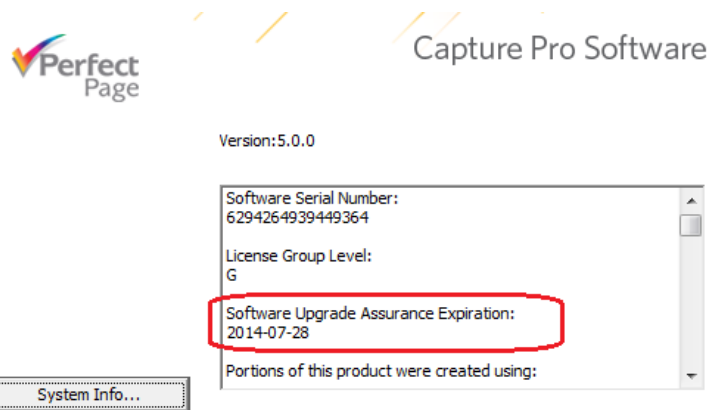 Perfect
Page
Capture Pro Software
Version:5.0.0
Software Serial Number:
6294264939449364
License Group Level:
G
Software Upgrade Assurance Expiration:
2014-07-28
Portions of this product were created using:
System Info...